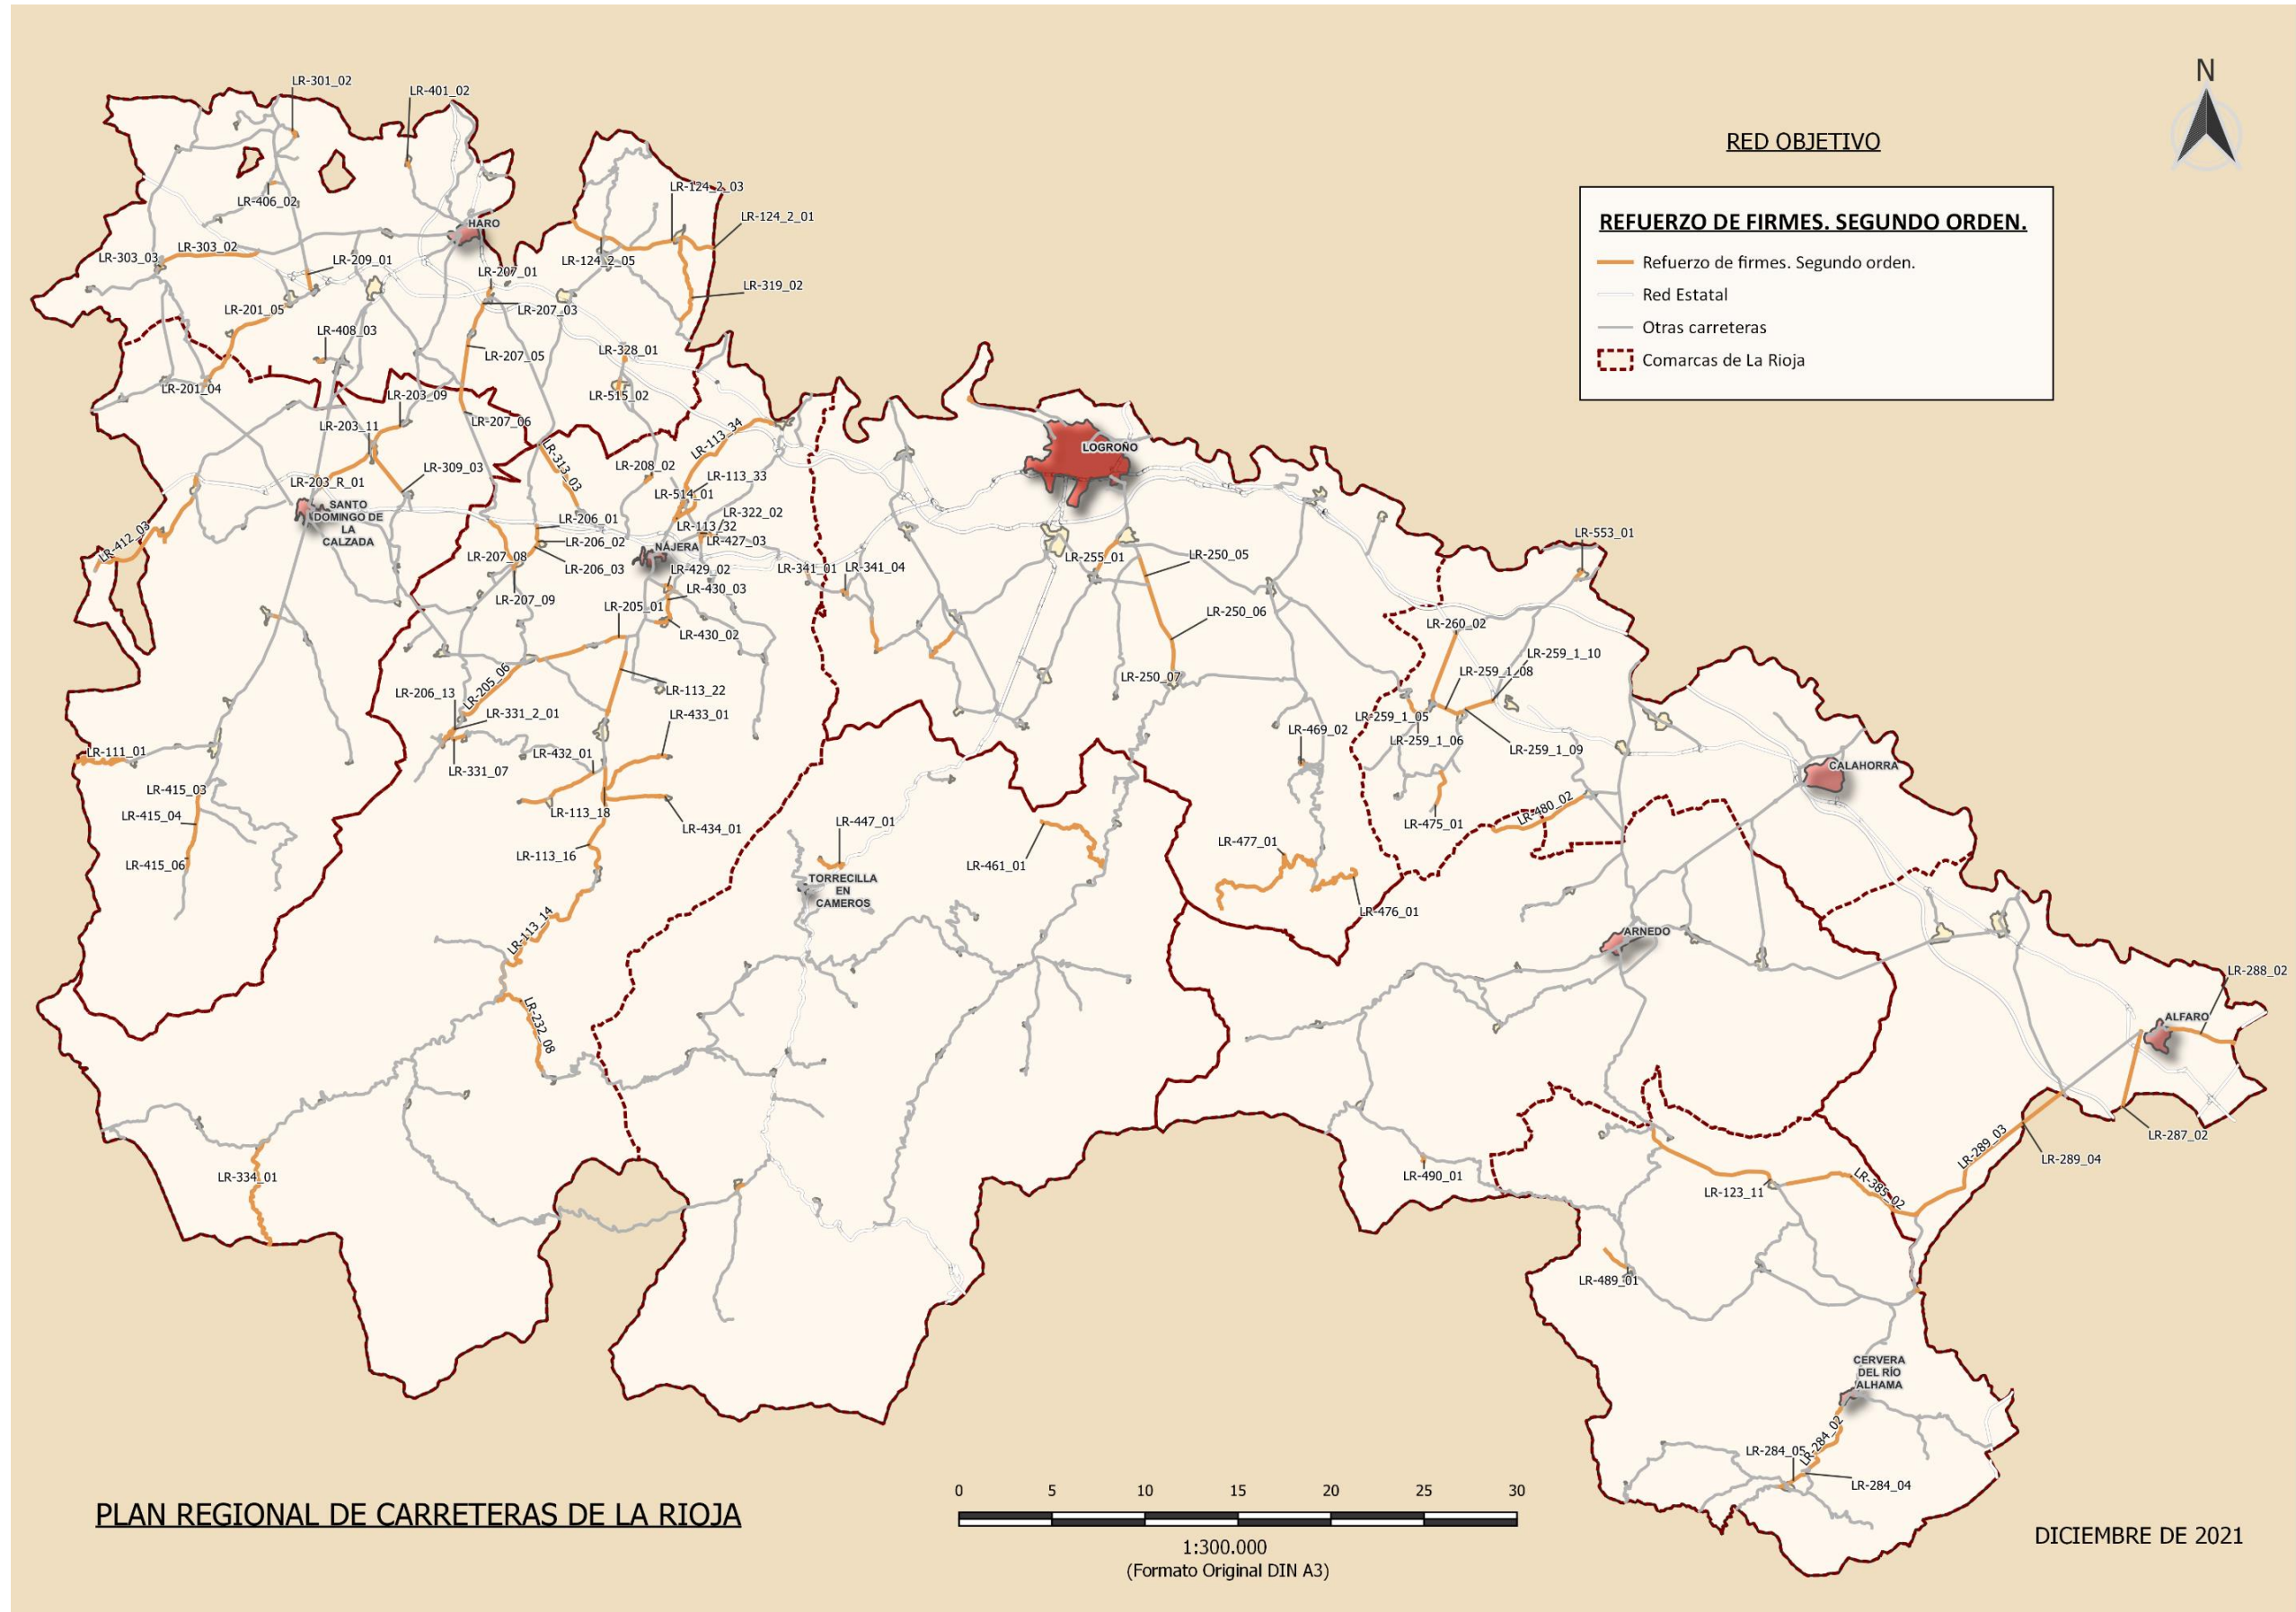 LR-301_02
LR-401_02
N
RED OBJETIVO
REFUERZO DE FIRMES. SEGUNDO ORDEN.
Refuerzo de firmes. Segundo orden.
Red Estatal
Otras carreteras
Comarcas de La Rioja
LR-124_2_03
LR-124_2_01
LR-406_02
HARO
LR-303_02
LR-303_03
LR-209_01
LR-124_2_05
LR-207_01
LR-319_02
LR-201_05
LR-207_03
LR-408_03
LR-328_01
LR-207_05
LR-201_04
LR-203_09
LR-515_02
LR-203_11
LR-207_06
LR-113_34
LOGROÑO
LR-313_03
LR-208_02
LR-309_03
LR-113_33
LR-203_R_01
LR-514_01
SANTO
DOMINGO DE
LA
CALZADA
LR-322_02
LR-206_01
LR-113_32
LR-412_03
LR-206_02
LR-427_03
LR-553_01
NÁJERA
LR-207_08
LR-206_03
LR-429_02
LR-341_01
LR-341_04
LR-255_01
LR-250_05
LR-430_03
LR-207_09
LR-205_01
LR-250_06
LR-430_02
LR-260_02
LR-259_1_10
LR-259_1_08
LR-250_07
LR-205_06
LR-206_13
LR-113_22
LR-331_2_01
LR-433_01
LR-259_1_05
LR-469_02
LR-259_1_06
LR-259_1_09
LR-111_01
LR-432_01
LR-331_07
CALAHORRA
LR-415_03
LR-415_04
LR-113_18
LR-434_01
LR-447_01
LR-475_01
LR-480_02
LR-113_16
LR-415_06
LR-461_01
LR-477_01
TORRECILLA
EN
CAMEROS
LR-476_01
LR-113_14
ARNEDO
LR-288_02
LR-232_08
ALFARO
LR-287_02
LR-289_03
LR-289_04
LR-334_01
LR-490_01
LR-123_11
LR-385_02
LR-489_01
CERVERA
DEL RÍO
ALHAMA
LR-284_02
LR-284_05
LR-284_04
PLAN REGIONAL DE CARRETERAS DE LA RIOJA
0 5 10 15 20 25 30
1:300.000
(Formato Original DIN A3)
DICIEMBRE DE 2021